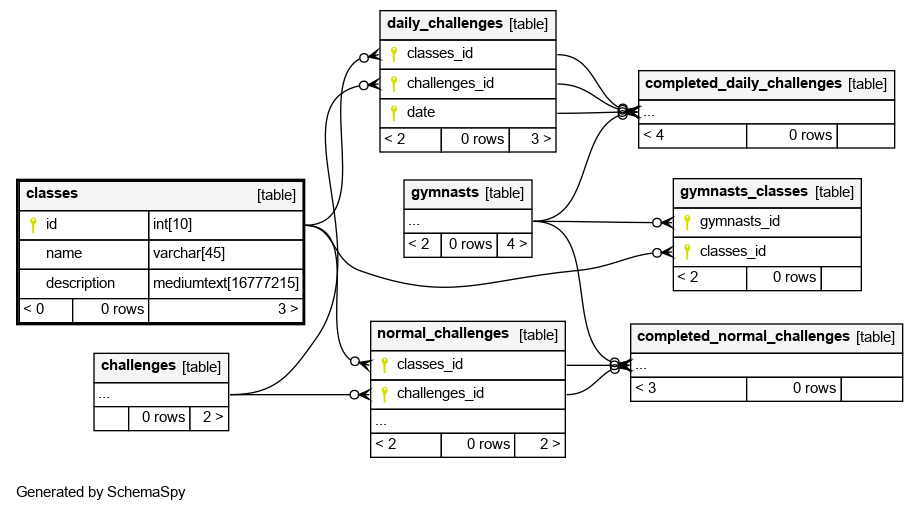 daily_challenges [table]
classes_id
challenges_id
date
< 2 0 rows 3 >
completed_daily_challenges [table]
...
< 4 0 rows
classes [table]
id int[10]
name varchar[45]
description mediumtext[16777215]
< 0 0 rows 3 >
gymnasts [table]
...
< 2 0 rows 4 >
gymnasts_classes [table]
gymnasts_id
classes_id
< 2 0 rows
challenges [table]
...
0 rows 2 >
normal_challenges [table]
classes_id
challenges_id
...
< 2 0 rows 2 >
completed_normal_challenges [table]
...
< 3 0 rows
Generated by SchemaSpy